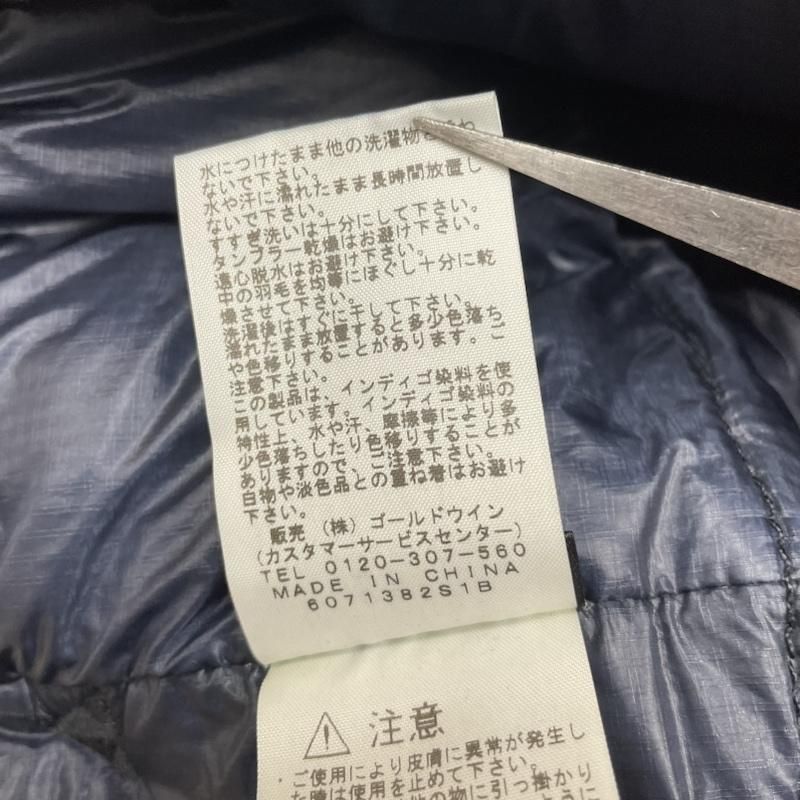 水につけたまま他の洗濯物と
ないで下さい。
水や汗に濡れたまま長時間放置し
ないで下さい。
すすぎ洗いは十分にして下さい。
タンブラー乾燥はお避け下さい。
遠心脱水はお避け下さい。
中の羽毛を均等にほぐし十分に乾
燥させて下さい。
洗濯後はすぐに干して下さい。
濡れたまま放置すると多少色落ち
や色移りすることがあります。ご
注意下さい。
この製品は、インディゴ染料を使
用しています。インディゴ染料の
特性上、水や汗、摩擦等により多
少色落ちしたり色移りすることが
ありますので、ご注意下さい。
白物や淡色品との重ね着はお避け
下さい。
販売 (株) ゴールドウイン
(カスタマーサービスセンター)
TEL 0120-307-560
MADE IN CHINA
6071382S1B
注意
・ご使用により皮膚に異常が発生し
た時は使用を止めて下さい。
他の物に引っ掛かり
ように